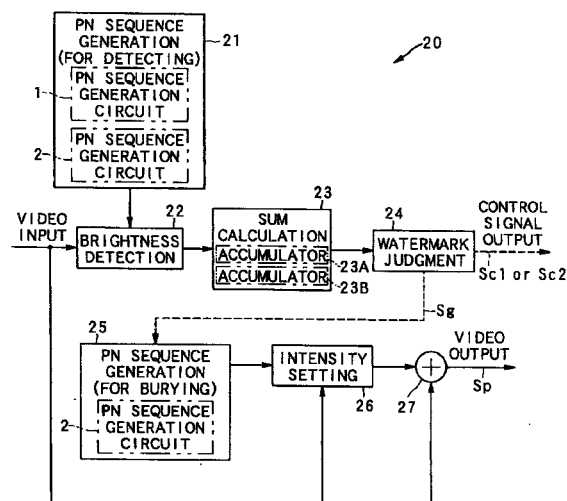 PN SEQUENCE
GENERATION
(FOR DETECTING)
21
20
1
PN SEQUENCE
GENERATION
CIRCUIT
2
PN SEQUENCE
GENERATION
CIRCUIT
VIDEO
INPUT
22
BRIGHTNESS
DETECTION
23
SUM
CALCULATION
ACCUMULATOR
23A
ACCUMULATOR
23B
24
WATERMARK
JUDGMENT
CONTROL
SIGNAL
OUTPUT
Sc1 or Sc2
Sg
25
PN SEQUENCE
GENERATION
(FOR BURYING)
2
PN SEQUENCE
GENERATION
CIRCUIT
INTENSITY
SETTING
26
+
27
VIDEO
OUTPUT
Sp